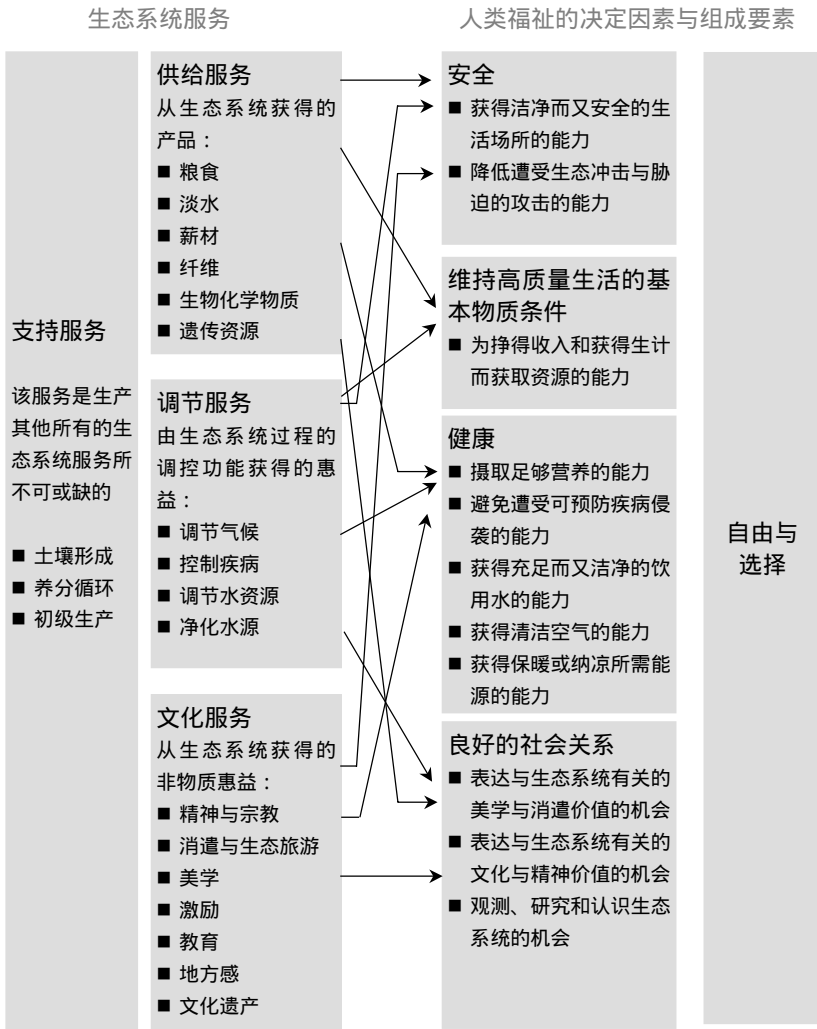 生态系统服务
人类福祉的决定因素与组成要素
支持服务
该服务是生产
其他所有的生
态系统服务所
不可或缺的
■ 土壤形成
■ 养分循环
■ 初级生产
供给服务
从生态系统获得的
产品：
■ 粮食
■ 淡水
■ 薪材
■ 纤维
■ 生物化学物质
■ 遗传资源
调节服务
由生态系统过程的
调控功能获得的惠
益：
■ 调节气候
■ 控制疾病
■ 调节水资源
■ 净化水源
文化服务
从生态系统获得的
非物质惠益：
■ 精神与宗教
■ 消遣与生态旅游
■ 美学
■ 激励
■ 教育
■ 地方感
■ 文化遗产
安全
■ 获得洁净而又安全的生
活场所的能力
■ 降低遭受生态冲击与胁
迫的攻击的能力
维持高质量生活的基
本物质条件
■ 为挣得收入和获得生计
而获取资源的能力
健康
■ 摄取足够营养的能力
■ 避免遭受可预防疾病侵
袭的能力
■ 获得充足而又洁净的饮
用水的能力
■ 获得清洁空气的能力
■ 获得保暖或纳凉所需能
源的能力
良好的社会关系
■ 表达与生态系统有关的
美学与消遣价值的机会
■ 表达与生态系统有关的
文化与精神价值的机会
■ 观测、研究和认识生态
系统的机会
自由与
选择